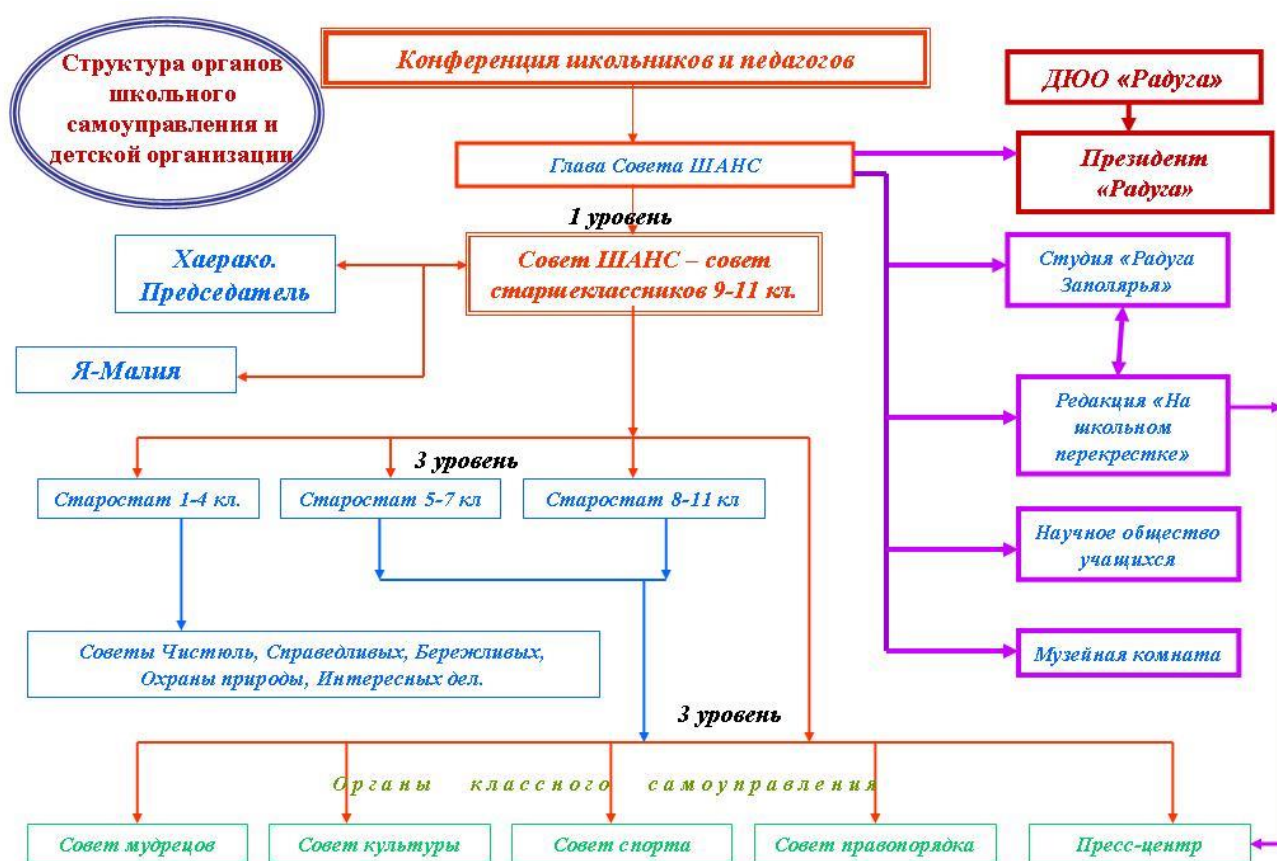 Структура органов
школьного
самоуправления и
детской организации
Конференция школьников и педагогов
ДЮО «Радуга»
Глава Совета ШАНС
Президент
«Радуга»
1 уровень
Хаерако.
Председатель
Совет ШАНС – совет
старшеклассников 9-11 кл.
Студия «Радуга
Заполярья»
Я-Малия
Редакция «На
школьном
перекрестке»
3 уровень
Старостат 1-4 кл.
Старостат 5-7 кл
Старостат 8-11 кл
Научное общество
учащихся
Советы Чистюль, Справедливых, Бережливых,
Охраны природы, Интересных дел.
Музейная комната
3 уровень
Органы классного самоуправления
Совет мудрецов
Совет культуры
Совет спорта
Совет правопорядка
Пресс-центр